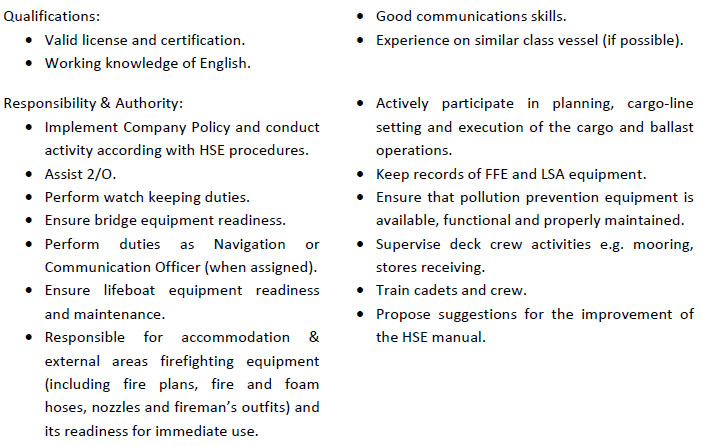 Qualifications:
• Valid license and certification.
• Working knowledge of English.
• Good communications skills.
• Experience on similar class vessel (if possible).
Responsibility & Authority:
• Implement Company Policy and conduct
activity according with HSE procedures.
• Assist 2/O.
• Perform watch keeping duties.
• Ensure bridge equipment readiness.
• Perform duties as Navigation or
Communication Officer (when assigned).
• Ensure lifeboat equipment readiness
and maintenance.
• Responsible for accommodation &
external areas firefighting equipment
(including fire plans, fire and foam
hoses, nozzles and fireman's outfits) and
its readiness for immediate use.
• Actively participate in planning, cargo-line
setting and execution of the cargo and ballast
operations.
• Keep records of FFE and LSA equipment.
• Ensure that pollution prevention equipment is
available, functional and properly maintained.
• Supervise deck crew activities e.g. mooring,
stores receiving.
• Train cadets and crew.
• Propose suggestions for the improvement of
the HSE manual.